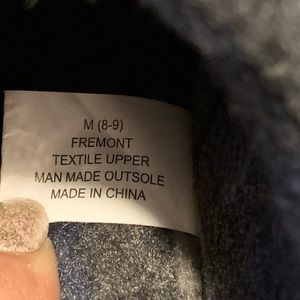 M (8-9)
FREMONT
TEXTILE UPPER
MAN MADE OUTSOLE
MADE IN CHINA